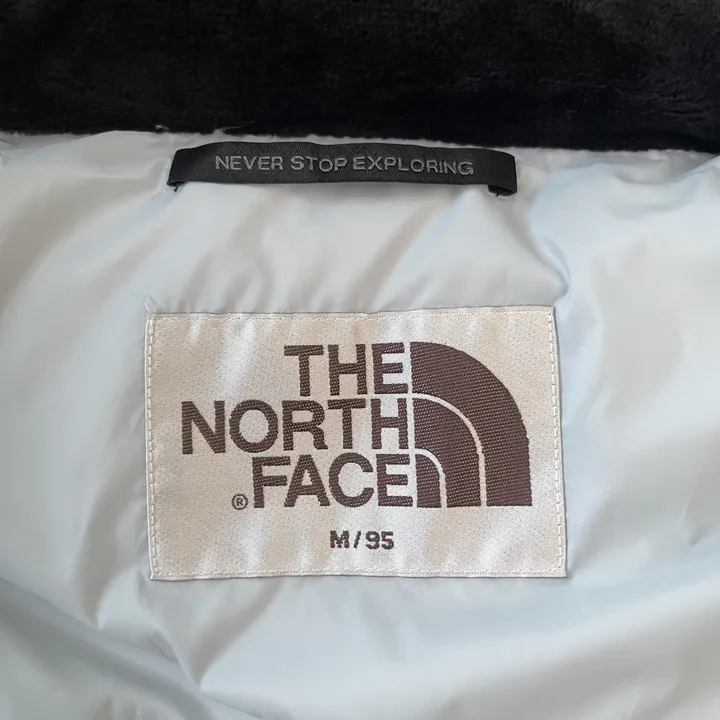 NEVER STOP EXPLORING
THE
NORTH
® FACE
M/95